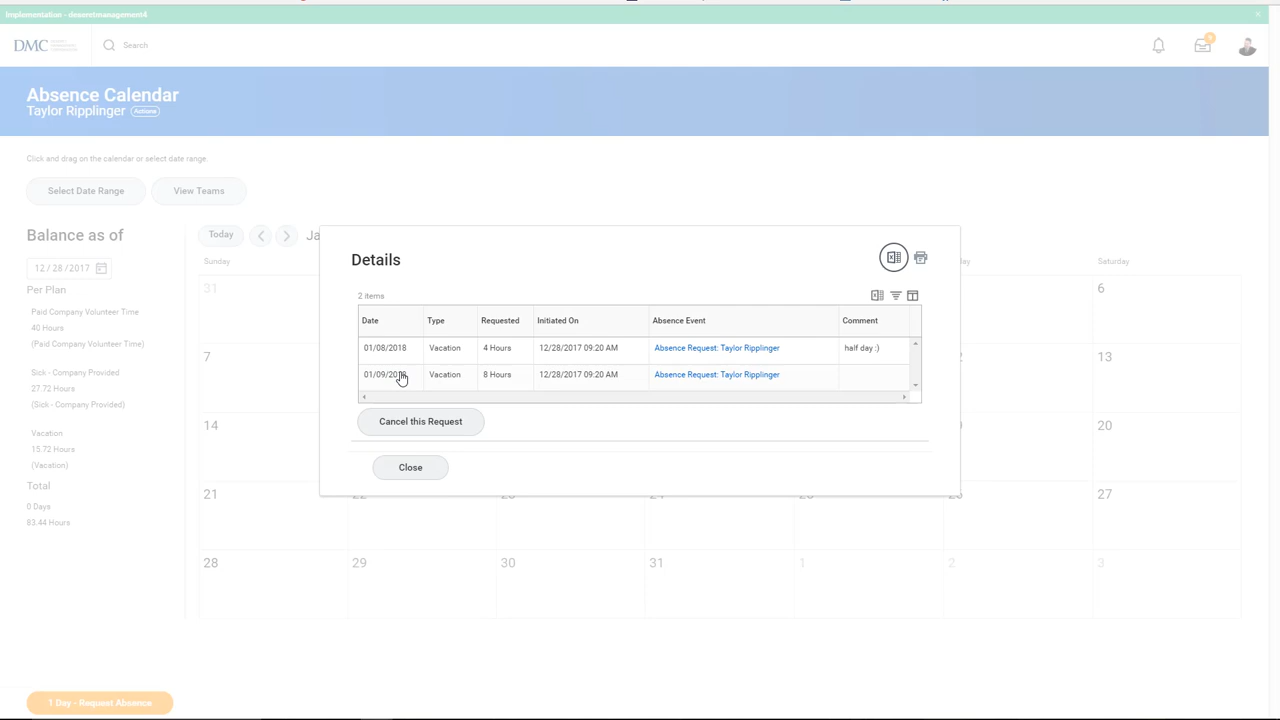 Implementation - deseretmanagement4
DMC
Search
Absence Calendar
Taylor Ripplinger Actions
Click and drag on the calendar or select date range.
Select Date Range View Teams
Balance as of
12 / 28 / 2017
Per Plan
Paid Company Volunteer Time
40 Hours
(Paid Company Volunteer Time)
Sick - Company Provided
27.72 Hours
(Sick - Company Provided)
Vacation
15.72 Hours
(Vacation)
Total
0 Days
83.44 Hours
Today Ja
Sunday Saturday
31 6
7 13
14 20
21 27
28 29 30 31 1 2 3
Details
2 items
Date Type Requested Initiated On Absence Event Comment
01/08/2018 Vacation 4 Hours 12/28/2017 09:20 AM Absence Request: Taylor Ripplinger half day :)
01/09/2018 Vacation 8 Hours 12/28/2017 09:20 AM Absence Request: Taylor Ripplinger
Cancel this Request
Close
1 Day - Request Absence